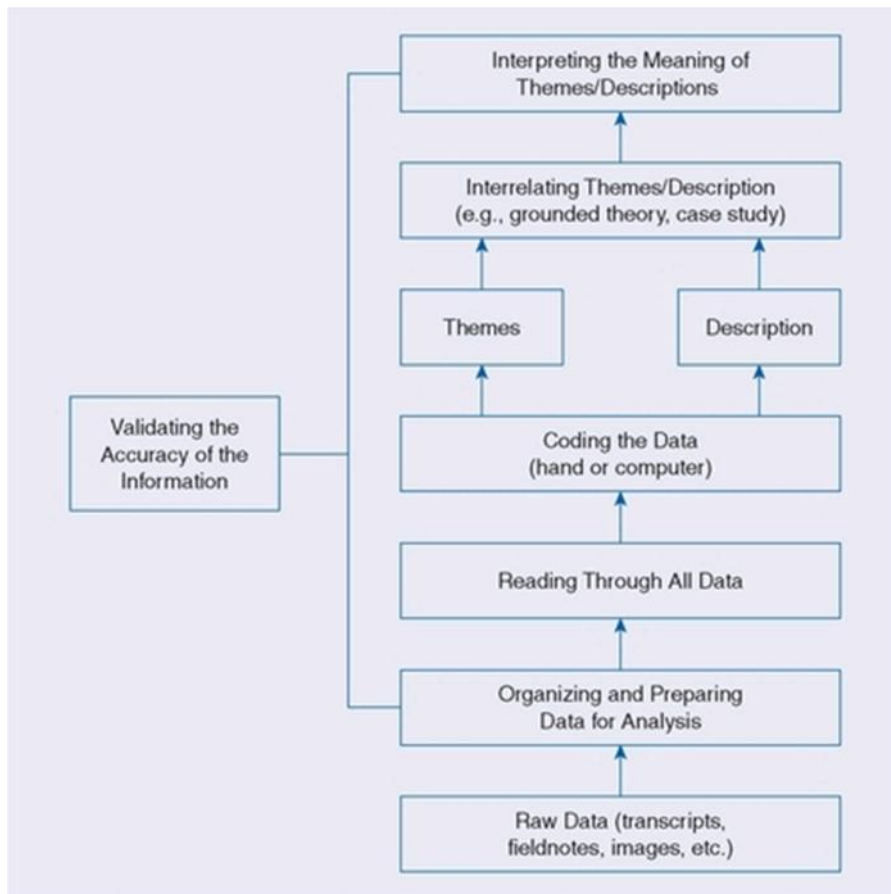 Interpreting the Meaning of
Themes/Descriptions
Interrelating Themes/Description
(e.g., grounded theory, case study)
Themes
Description
Validating the
Accuracy of the
Information
Coding the Data
(hand or computer)
Reading Through All Data
Organizing and Preparing
Data for Analysis
Raw Data (transcripts,
fieldnotes, images, etc.)